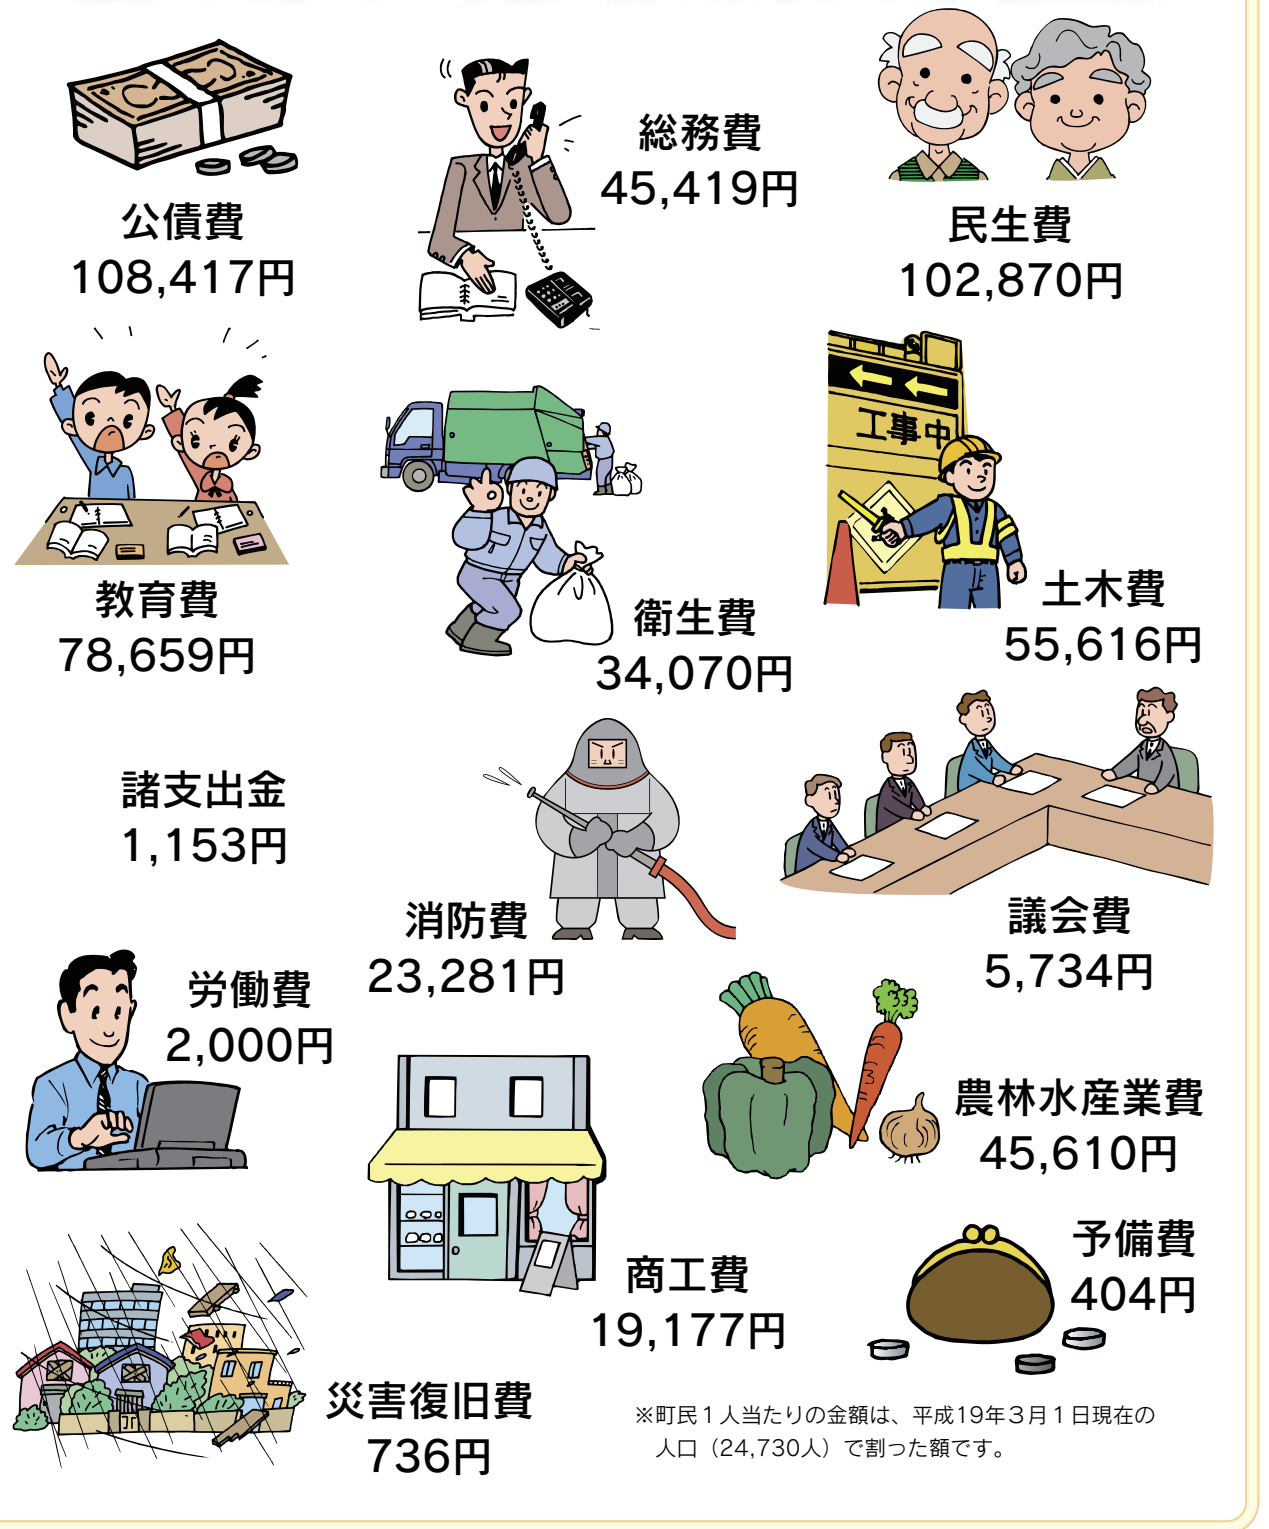 公債費
108,417円
総務費
45,419円
民生費
102,870円
教育費
78,659円
衛生費
34,070円
工事中
土木費
55,616円
諸支出金
1,153円
消防費
23,281円
議会費
5,734円
労働費
2,000円
農林水産業費
45,610円
商工費
19,177円
予備費
404円
災害復旧費
736円
※町民１人当たりの金額は、平成19年３月１日現在の
人口（24,730人）で割った額です。